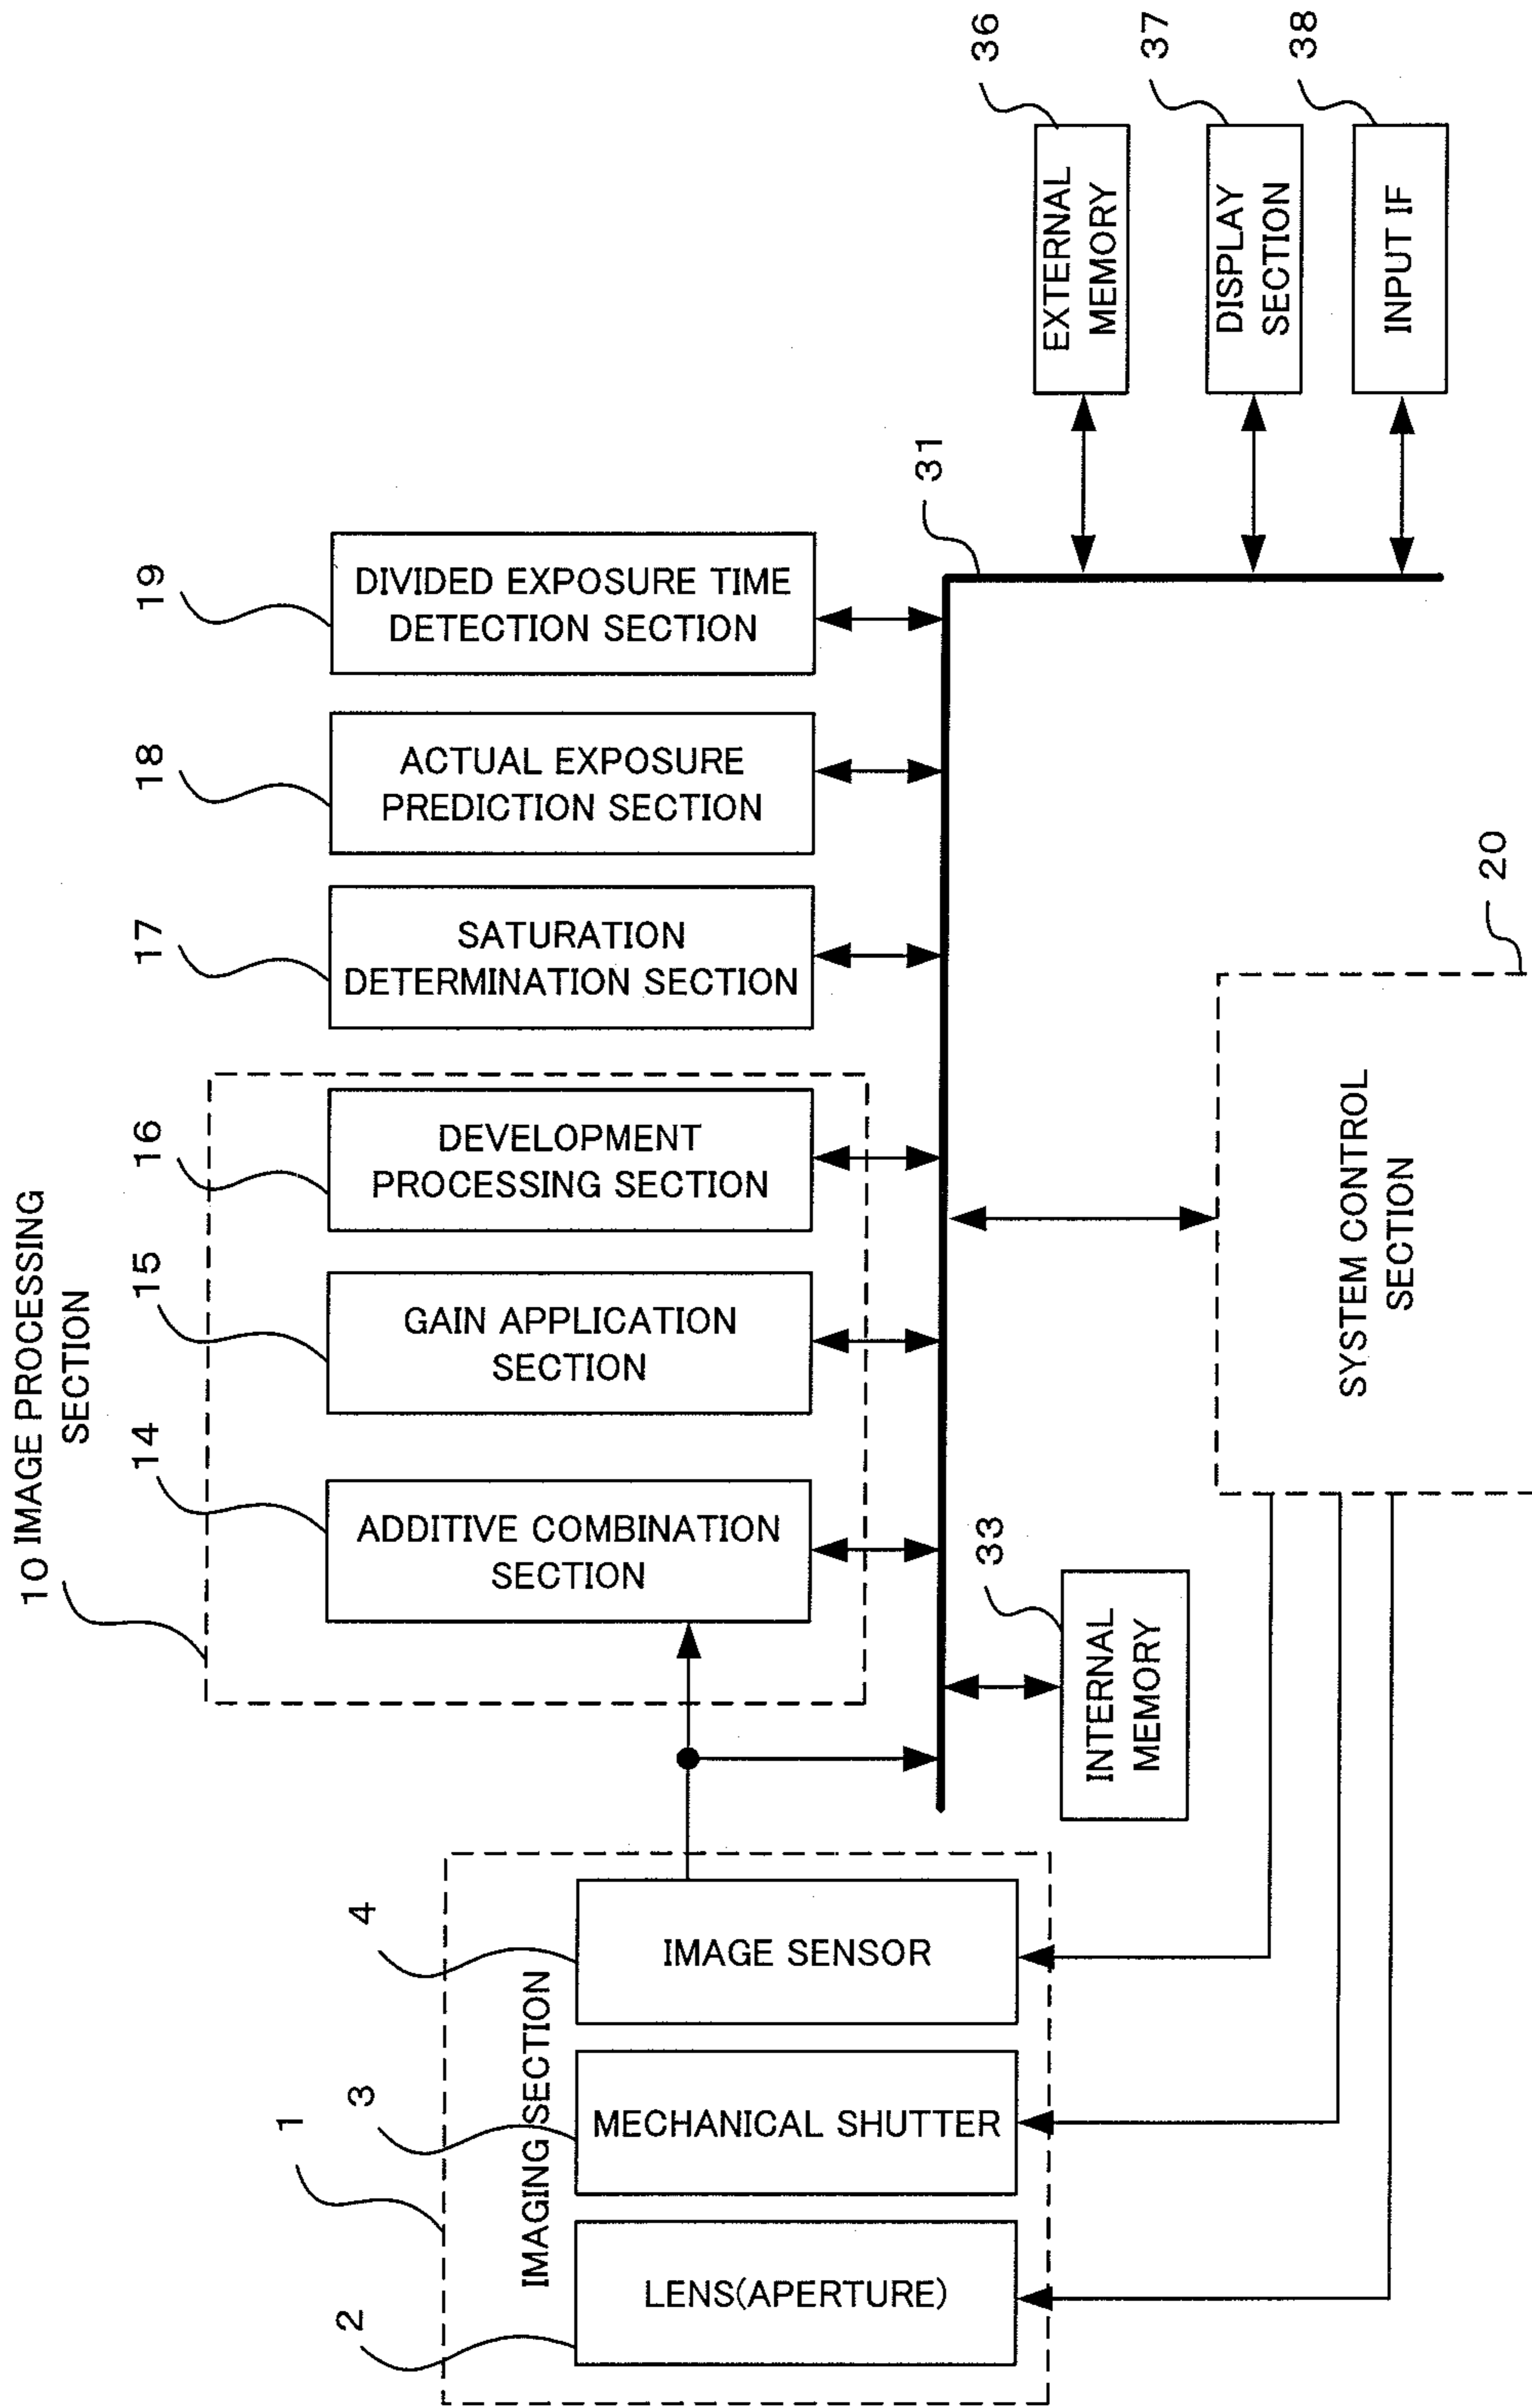 10 IMAGE PROCESSING
SECTION
1
IMAGING SECTION
2
LENS(APERTURE)
3
MECHANICAL SHUTTER
4
IMAGE SENSOR
14
ADDITIVE COMBINATION
SECTION
15
GAIN APPLICATION
SECTION
16
DEVELOPMENT
PROCESSING SECTION
17
SATURATION
DETERMINATION SECTION
18
ACTUAL EXPOSURE
PREDICTION SECTION
19
DIVIDED EXPOSURE TIME
DETECTION SECTION
31
33
INTERNAL
MEMORY
20
SYSTEM CONTROL
SECTION
36
EXTERNAL
MEMORY
37
DISPLAY
SECTION
38
INPUT IF